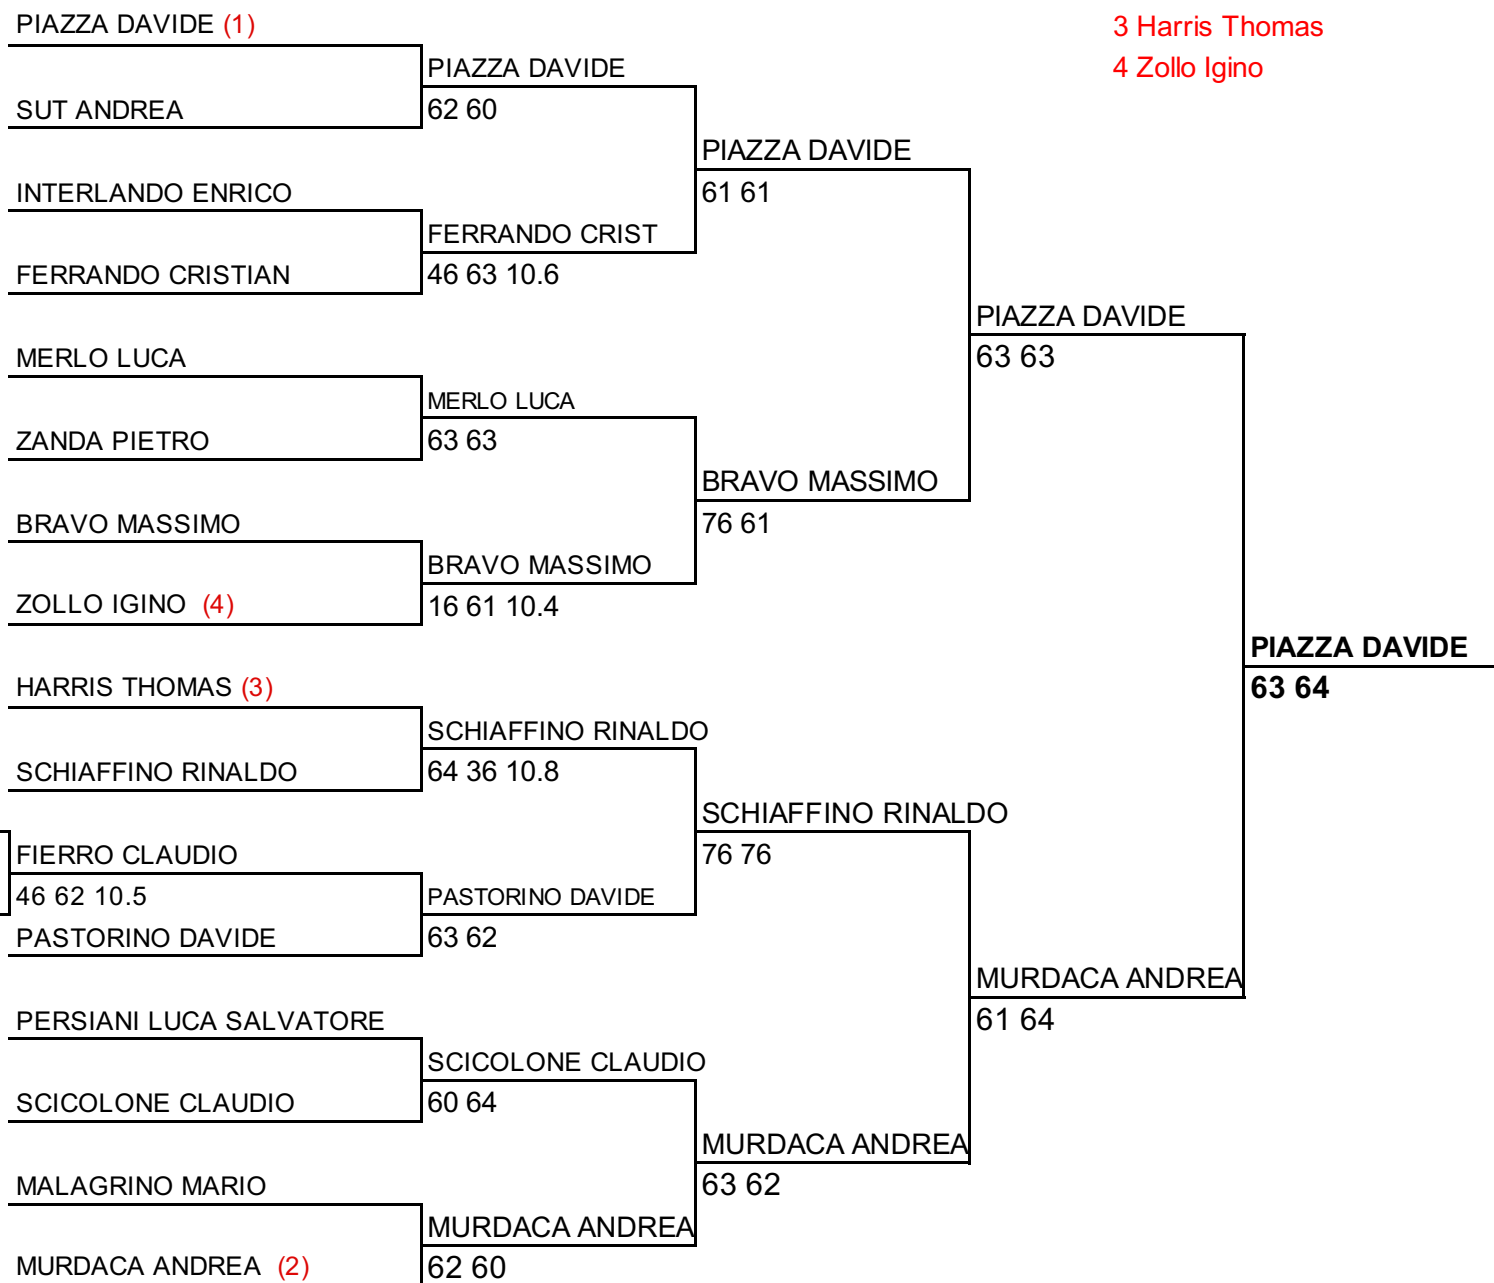 PIAZZA DAVIDE (1)
3 Harris Thomas
PIAZZA DAVIDE
4 Zollo Igino
SUT ANDREA
62 60
PIAZZA DAVIDE
INTERLANDO ENRICO
61 61
FERRANDO CRIST
FERRANDO CRISTIAN
46 63 10.6
PIAZZA DAVIDE
MERLO LUCA
63 63
MERLO LUCA
ZANDA PIETRO
63 63
BRAVO MASSIMO
BRAVO MASSIMO
76 61
BRAVO MASSIMO
ZOLLO IGINO (4)
16 61 10.4
PIAZZA DAVIDE
HARRIS THOMAS (3)
63 64
SCHIAFFINO RINALDO
SCHIAFFINO RINALDO
64 36 10.8
SCHIAFFINO RINALDO
FIERRO CLAUDIO
76 76
46 62 10.5
PASTORINO DAVIDE
PASTORINO DAVIDE
63 62
MURDACA ANDREA
PERSIANI LUCA SALVATORE
61 64
SCICOLONE CLAUDIO
SCICOLONE CLAUDIO
60 64
MURDACA ANDREA
MALAGRINO MARIO
63 62
MURDACA ANDREA
MURDACA ANDREA (2)
62 60